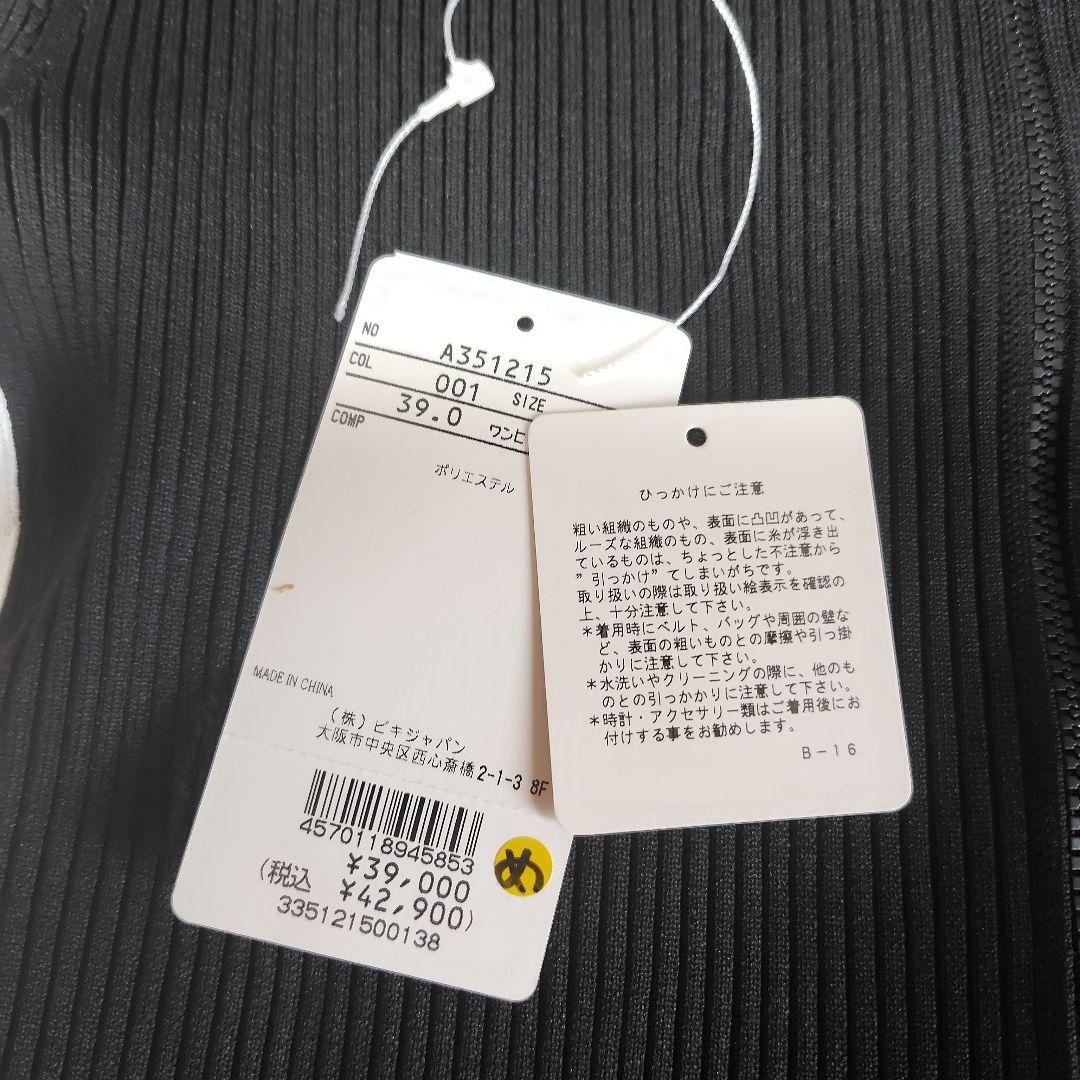 NO A351215
COL 001 SIZE
39.0 ワンピ
COMP
ポリエステル
MADE IN CHINA
(株)ビキジャパン
大阪市中央区西心斎橋2-1-3 8F
4570118945853
¥39,000
(税込 ¥42,900)
335121500138
め
ひっかけにご注意
粗い組織のものや、表面に凸凹があって、
ルーズな組織のもの、表面に糸が浮き出
ているものは、ちょっとした不注意から
”引っかけ”てしまいがちです。
取り扱いの際は取り扱い絵表示を確認の
上、十分注意して下さい。
*着用時にベルト、バッグや周囲の壁な
ど、表面の粗いものとの摩擦や引っ掛
かりに注意して下さい。
*水洗いやクリーニングの際に、他のも
のとの引っかかりに注意して下さい。
*時計・アクセサリー類はご着用後にお
付けする事をお勧めします。
B-16